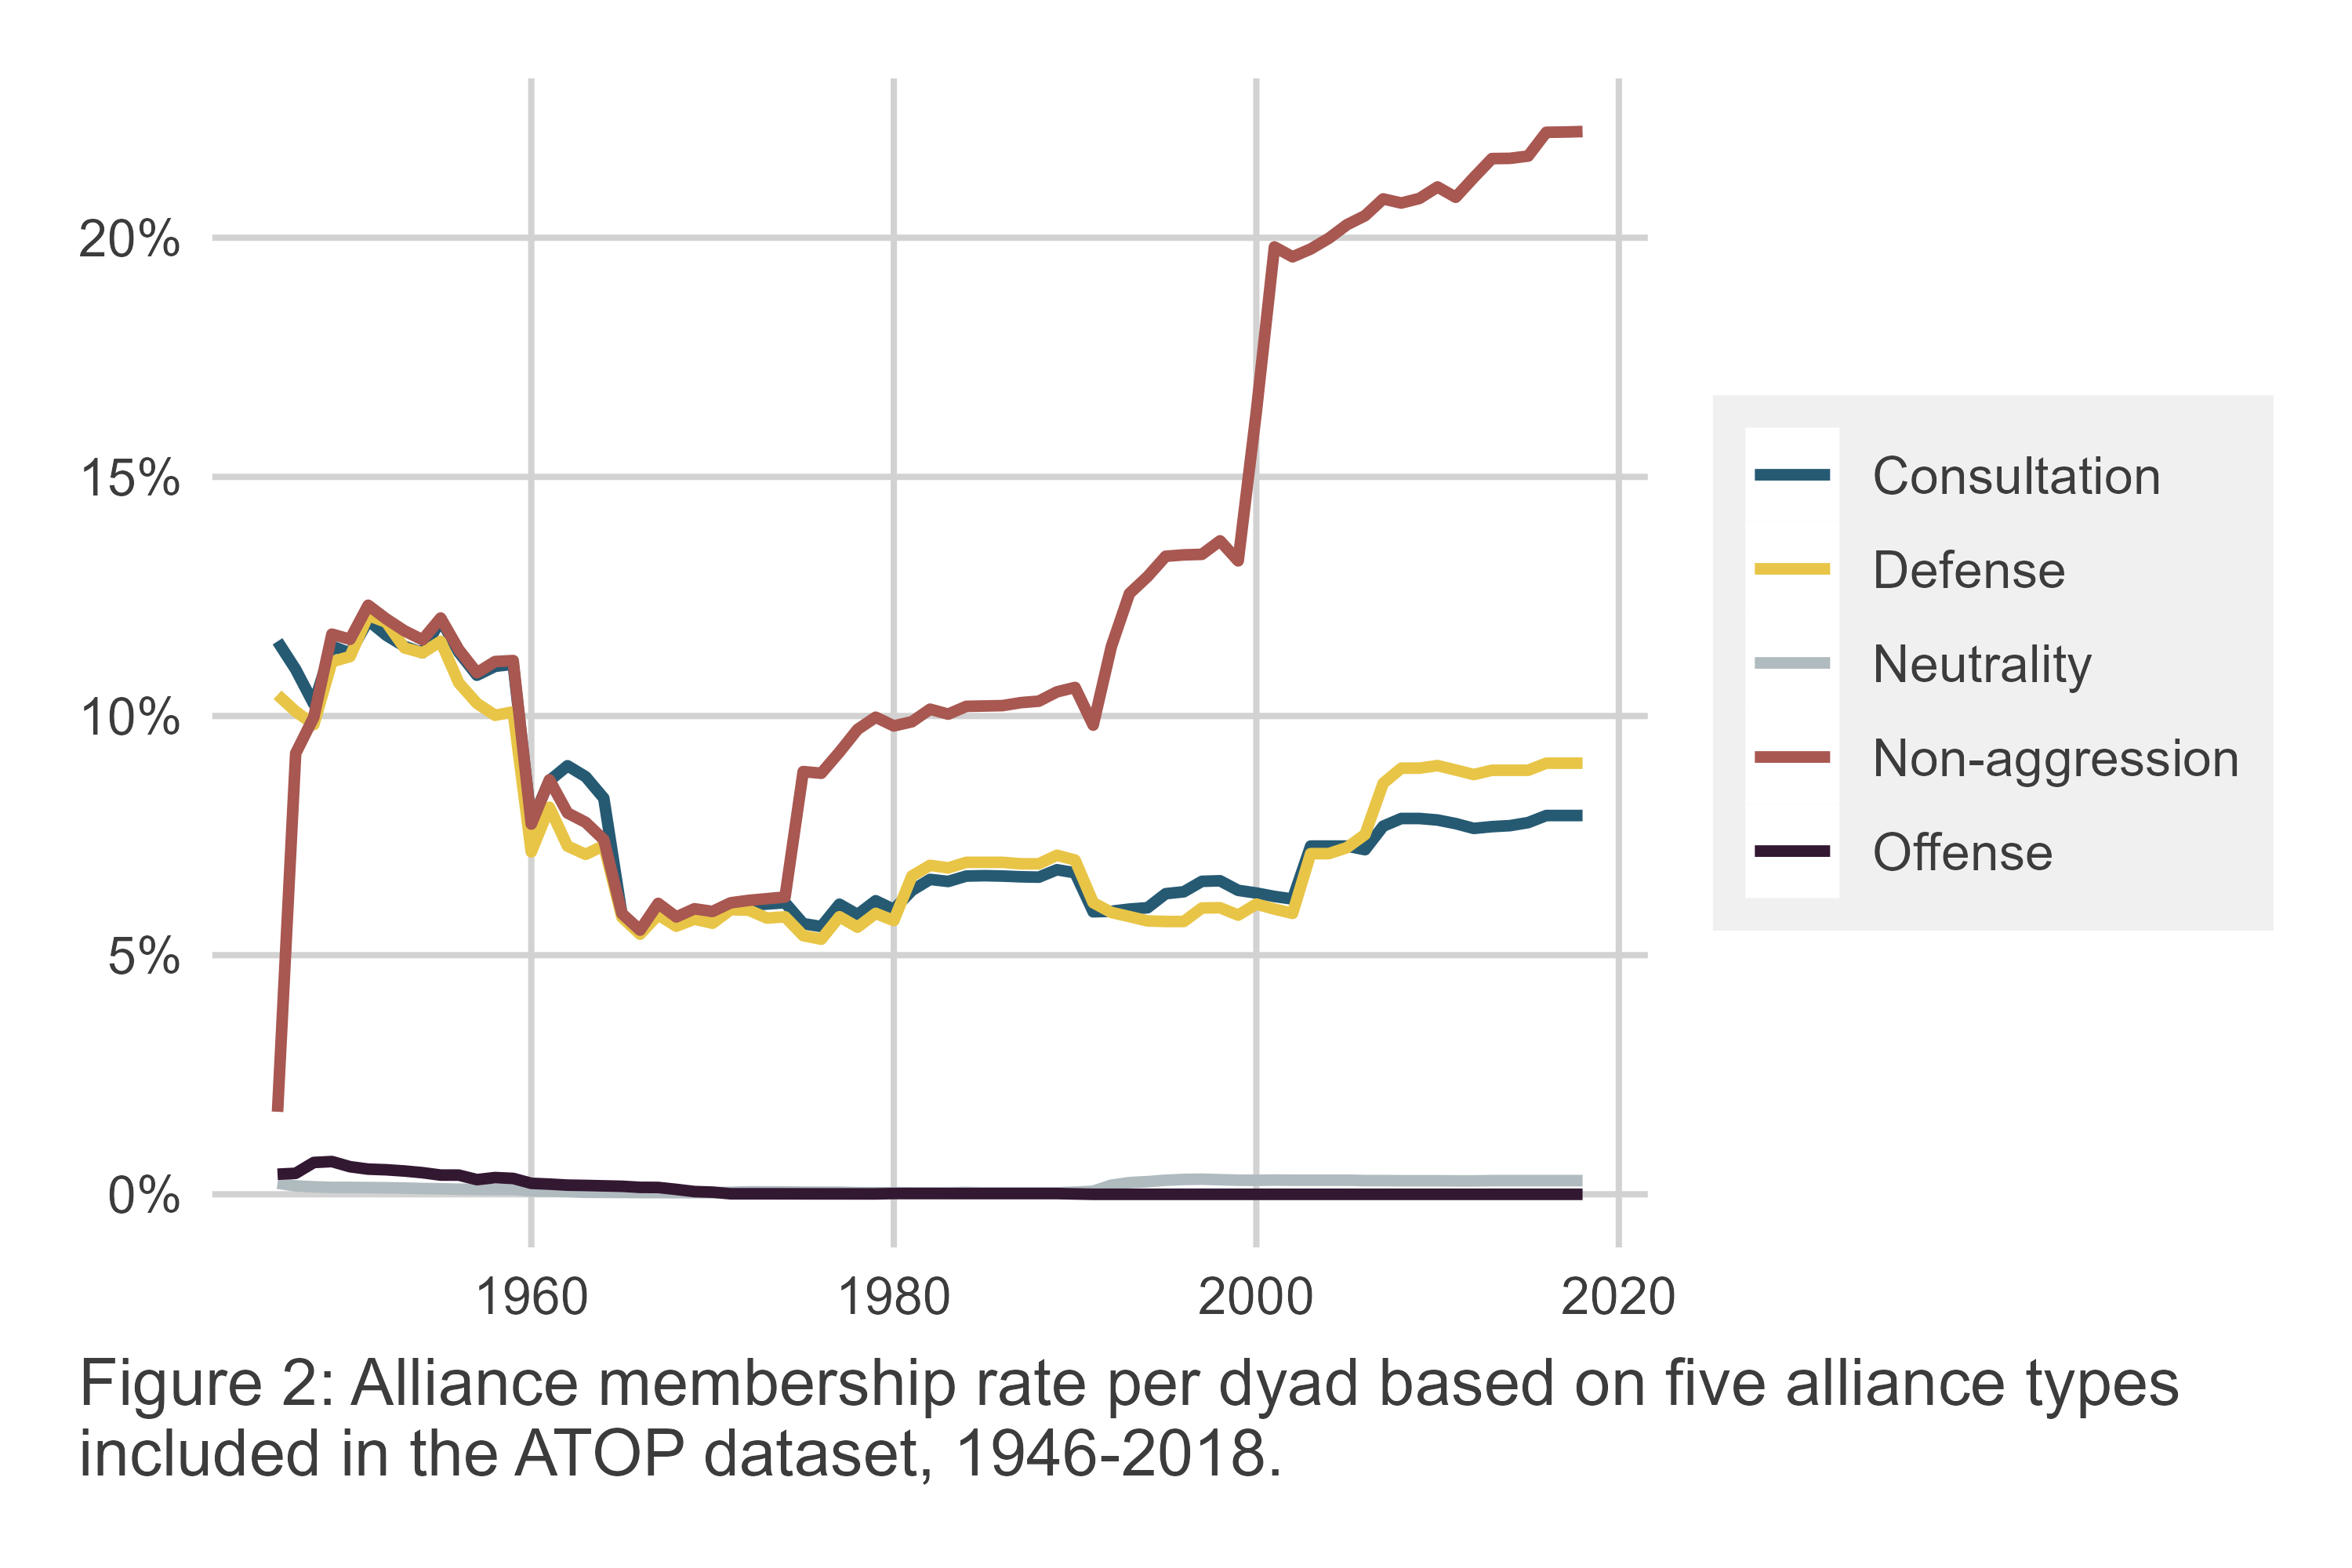 20%
15%
10%
5%
0%
1960 1980 2000 2020
Consultation
Defense
Neutrality
Non-aggression
Offense
Figure 2: Alliance membership rate per dyad based on five alliance types
included in the ATOP dataset, 1946-2018.